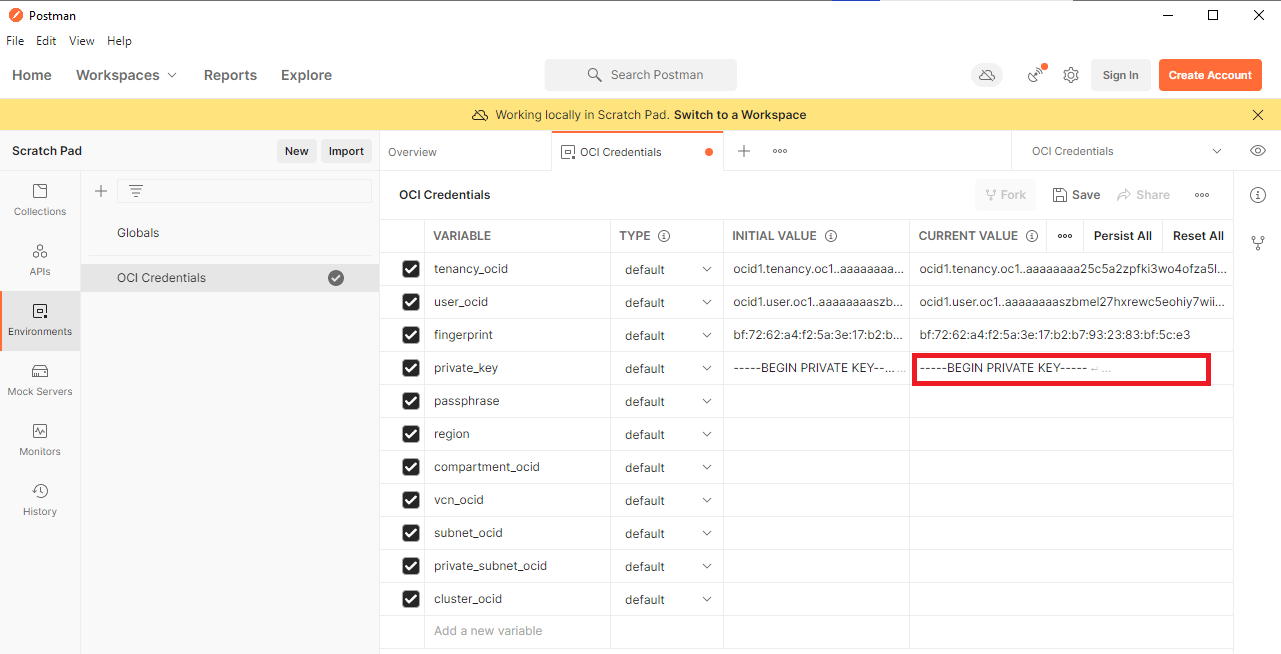 Postman
File Edit View Help
Home Workspaces Reports Explore Search Postman Sign In Create Account
Working locally in Scratch Pad. Switch to a Workspace
Scratch Pad New Import Overview OCI Credentials OCI Credentials
Collections
APIs
Environments
Mock Servers
Monitors
History
Globals
OCI Credentials
OCI Credentials Fork Save Share
VARIABLE TYPE INITIAL VALUE CURRENT VALUE Persist All Reset All
tenancy_ocid default ocid1.tenancy.oc1..aaaaaaaa... ocid1.tenancy.oc1..aaaaaaaa25c5a2zpfki3wo4ofza5l...
user_ocid default ocid1.user.oc1..aaaaaaaaszb... ocid1.user.oc1..aaaaaaaaszbmel27hxrewc5eohiy7wii...
fingerprint default bf:72:62:a4:f2:5a:3e:17:b2:b... bf:72:62:a4:f2:5a:3e:17:b2:b7:93:23:83:bf:5c:e3
private_key default -----BEGIN PRIVATE KEY--... ... -----BEGIN PRIVATE KEY----- ↵ ...
passphrase default
region default
compartment_ocid default
vcn_ocid default
subnet_ocid default
private_subnet_ocid default
cluster_ocid default
Add a new variable